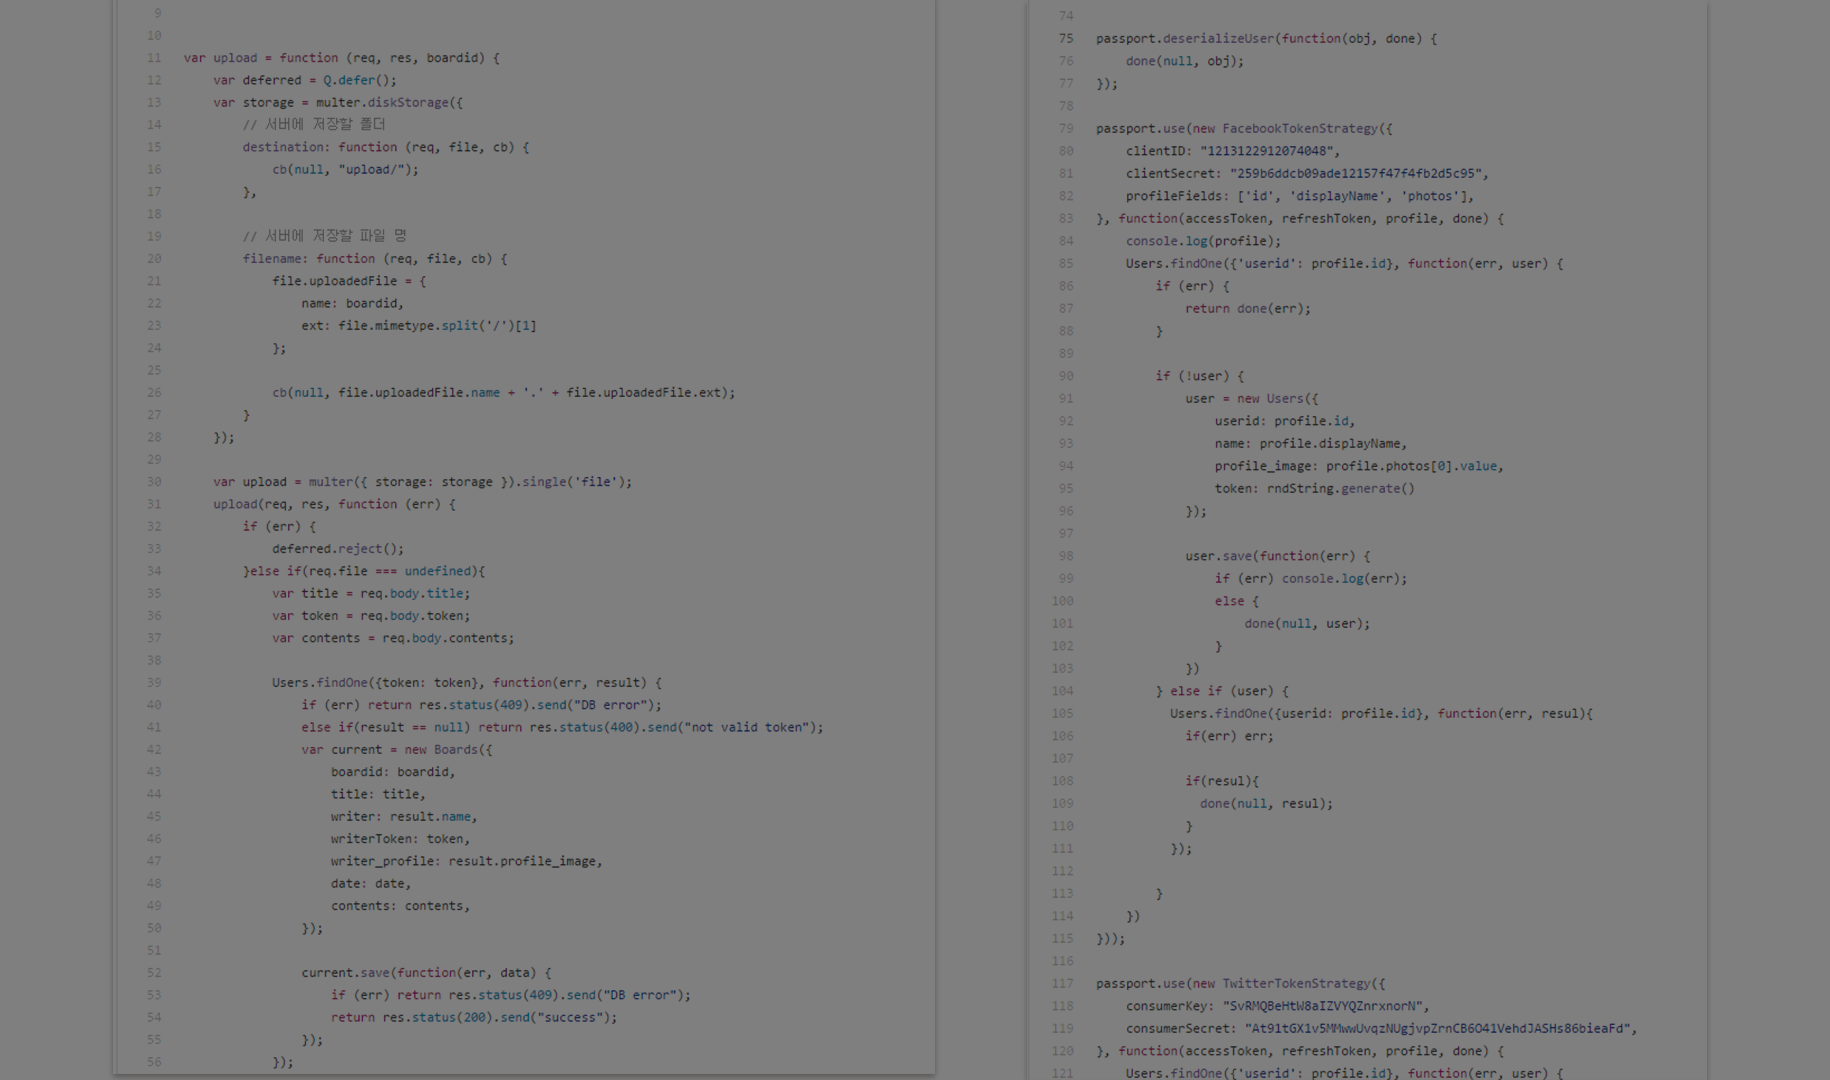 9
10
11 var upload = function (req, res, boardid) {
12 var deferred = Q.defer();
13 var storage = multer.diskStorage({
14 // 서버에 저장할 폴더
15 destination: function (req, file, cb) {
16 cb(null, "upload/");
17 },
18
19 // 서버에 저장할 파일 명
20 filename: function (req, file, cb) {
21 file.uploadedFile = {
22 name: boardid,
23 ext: file.mimetype.split('/')[1]
24 };
25
26 cb(null, file.uploadedFile.name + '.' + file.uploadedFile.ext);
27 }
28 });
29
30 var upload = multer({ storage: storage }).single('file');
31 upload(req, res, function (err) {
32 if (err) {
33 deferred.reject();
34 }else if(req.file === undefined){
35 var title = req.body.title;
36 var token = req.body.token;
37 var contents = req.body.contents;
38
39 Users.findOne({token: token}, function(err, result) {
40 if (err) return res.status(409).send("DB error");
41 else if(result == null) return res.status(400).send("not valid token");
42 var current = new Boards({
43 boardid: boardid,
44 title: title,
45 writer: result.name,
46 writerToken: token,
47 writer_profile: result.profile_image,
48 date: date,
49 contents: contents,
50 });
51
52 current.save(function(err, data) {
53 if (err) return res.status(409).send("DB error");
54 return res.status(200).send("success");
55 });
56 });
74
75 passport.deserializeUser(function(obj, done) {
76 done(null, obj);
77 });
78
79 passport.use(new FacebookTokenStrategy({
80 clientID: "1213122912074048",
81 clientSecret: "259b6ddcb09ade12157f47f4fb2d5c95",
82 profileFields: ['id', 'displayName', 'photos'],
83 }, function(accessToken, refreshToken, profile, done) {
84 console.log(profile);
85 Users.findOne({'userid': profile.id}, function(err, user) {
86 if (err) {
87 return done(err);
88 }
89
90 if (!user) {
91 user = new Users({
92 userid: profile.id,
93 name: profile.displayName,
94 profile_image: profile.photos[0].value,
95 token: rndString.generate()
96 });
97
98 user.save(function(err) {
99 if (err) console.log(err);
100 else {
101 done(null, user);
102 }
103 })
104 } else if (user) {
105 Users.findOne({userid: profile.id}, function(err, resul){
106 if(err) err;
107
108 if(resul){
109 done(null, resul);
110 }
111 });
112
113 }
114 })
115 }));
116
117 passport.use(new TwitterTokenStrategy({
118 consumerKey: "SvRMQBeHtW8aIZVYQZnrxnorN",
119 consumerSecret: "At91tGX1v5MMwwUvqzNUgjvpZrnCB6O41VehdJASHs86bieaFd",
120 }, function(accessToken, refreshToken, profile, done) {
121 Users.findOne({'userid': profile.id}, function(err, user) {